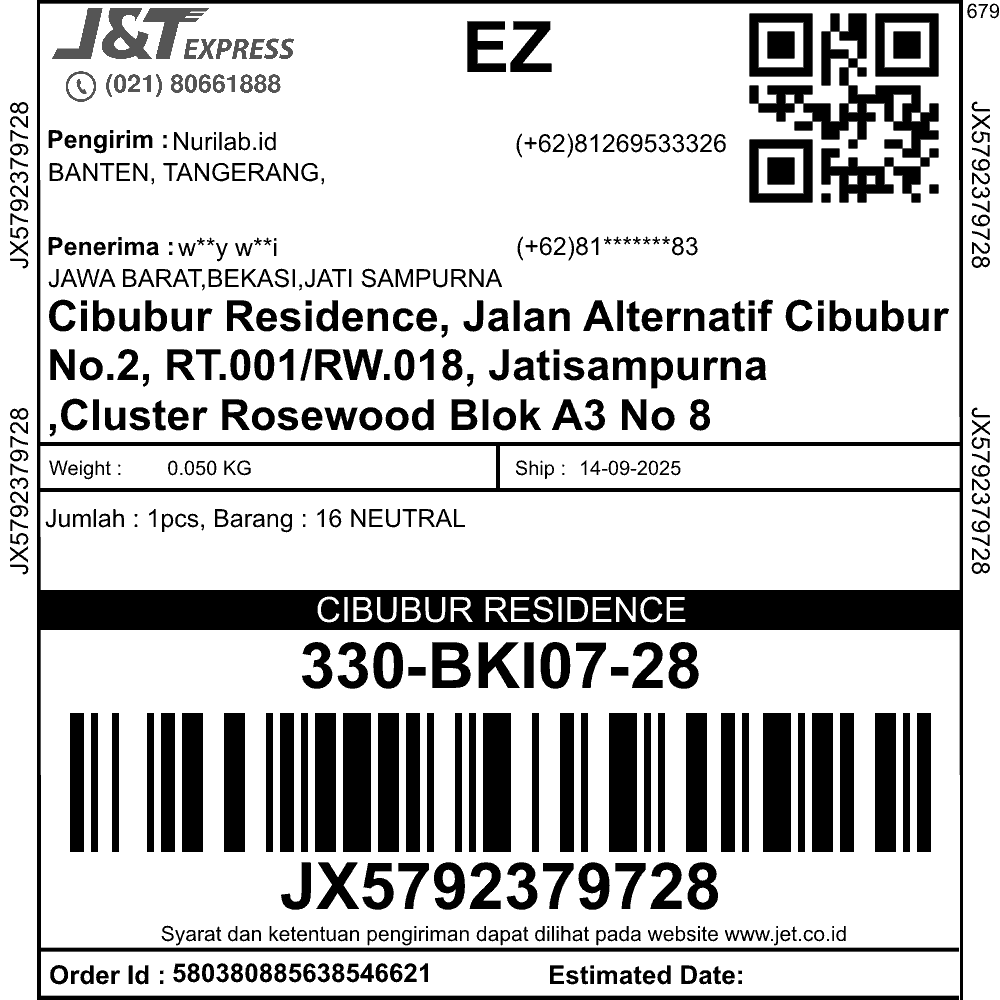 679
J&T EXPRESS
EZ
(021) 80661888
Pengirim : Nurilab.id (+62)81269533326
BANTEN, TANGERANG,
Penerima : w**y w**i (+62)81*******83
JAWA BARAT,BEKASI,JATI SAMPURNA
Cibubur Residence, Jalan Alternatif Cibubur
No.2, RT.001/RW.018, Jatisampurna
,Cluster Rosewood Blok A3 No 8
Weight : 0.050 KG Ship : 14-09-2025
Jumlah : 1pcs, Barang : 16 NEUTRAL
CIBUBUR RESIDENCE
330-BKI07-28
JX5792379728
Syarat dan ketentuan pengiriman dapat dilihat pada website www.jet.co.id
Order Id : 580380885638546621 Estimated Date:
JX5792379728
JX5792379728
JX5792379728
JX5792379728